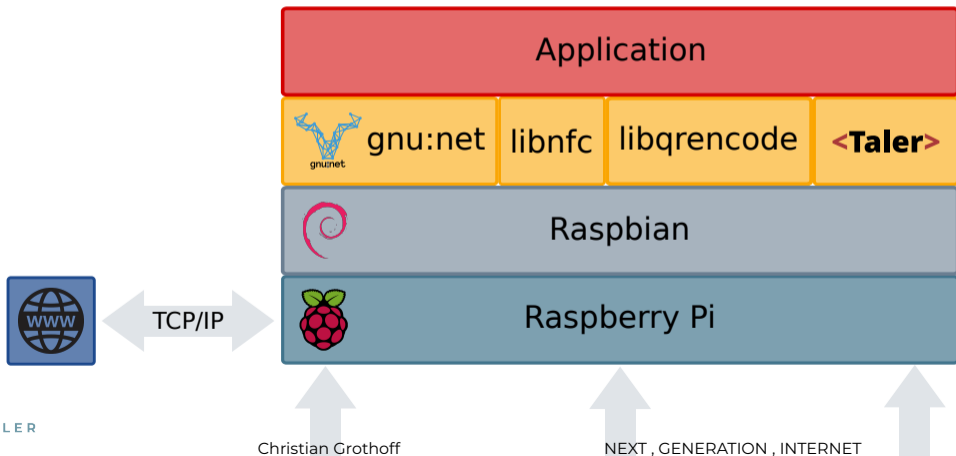 Application
gnu:net
gnu:net libnfc libqrencode <Taler>
Raspbian
WWW
TCP/IP
Raspberry Pi
LER
Christian Grothoff
NEXT , GENERATION , INTERNET